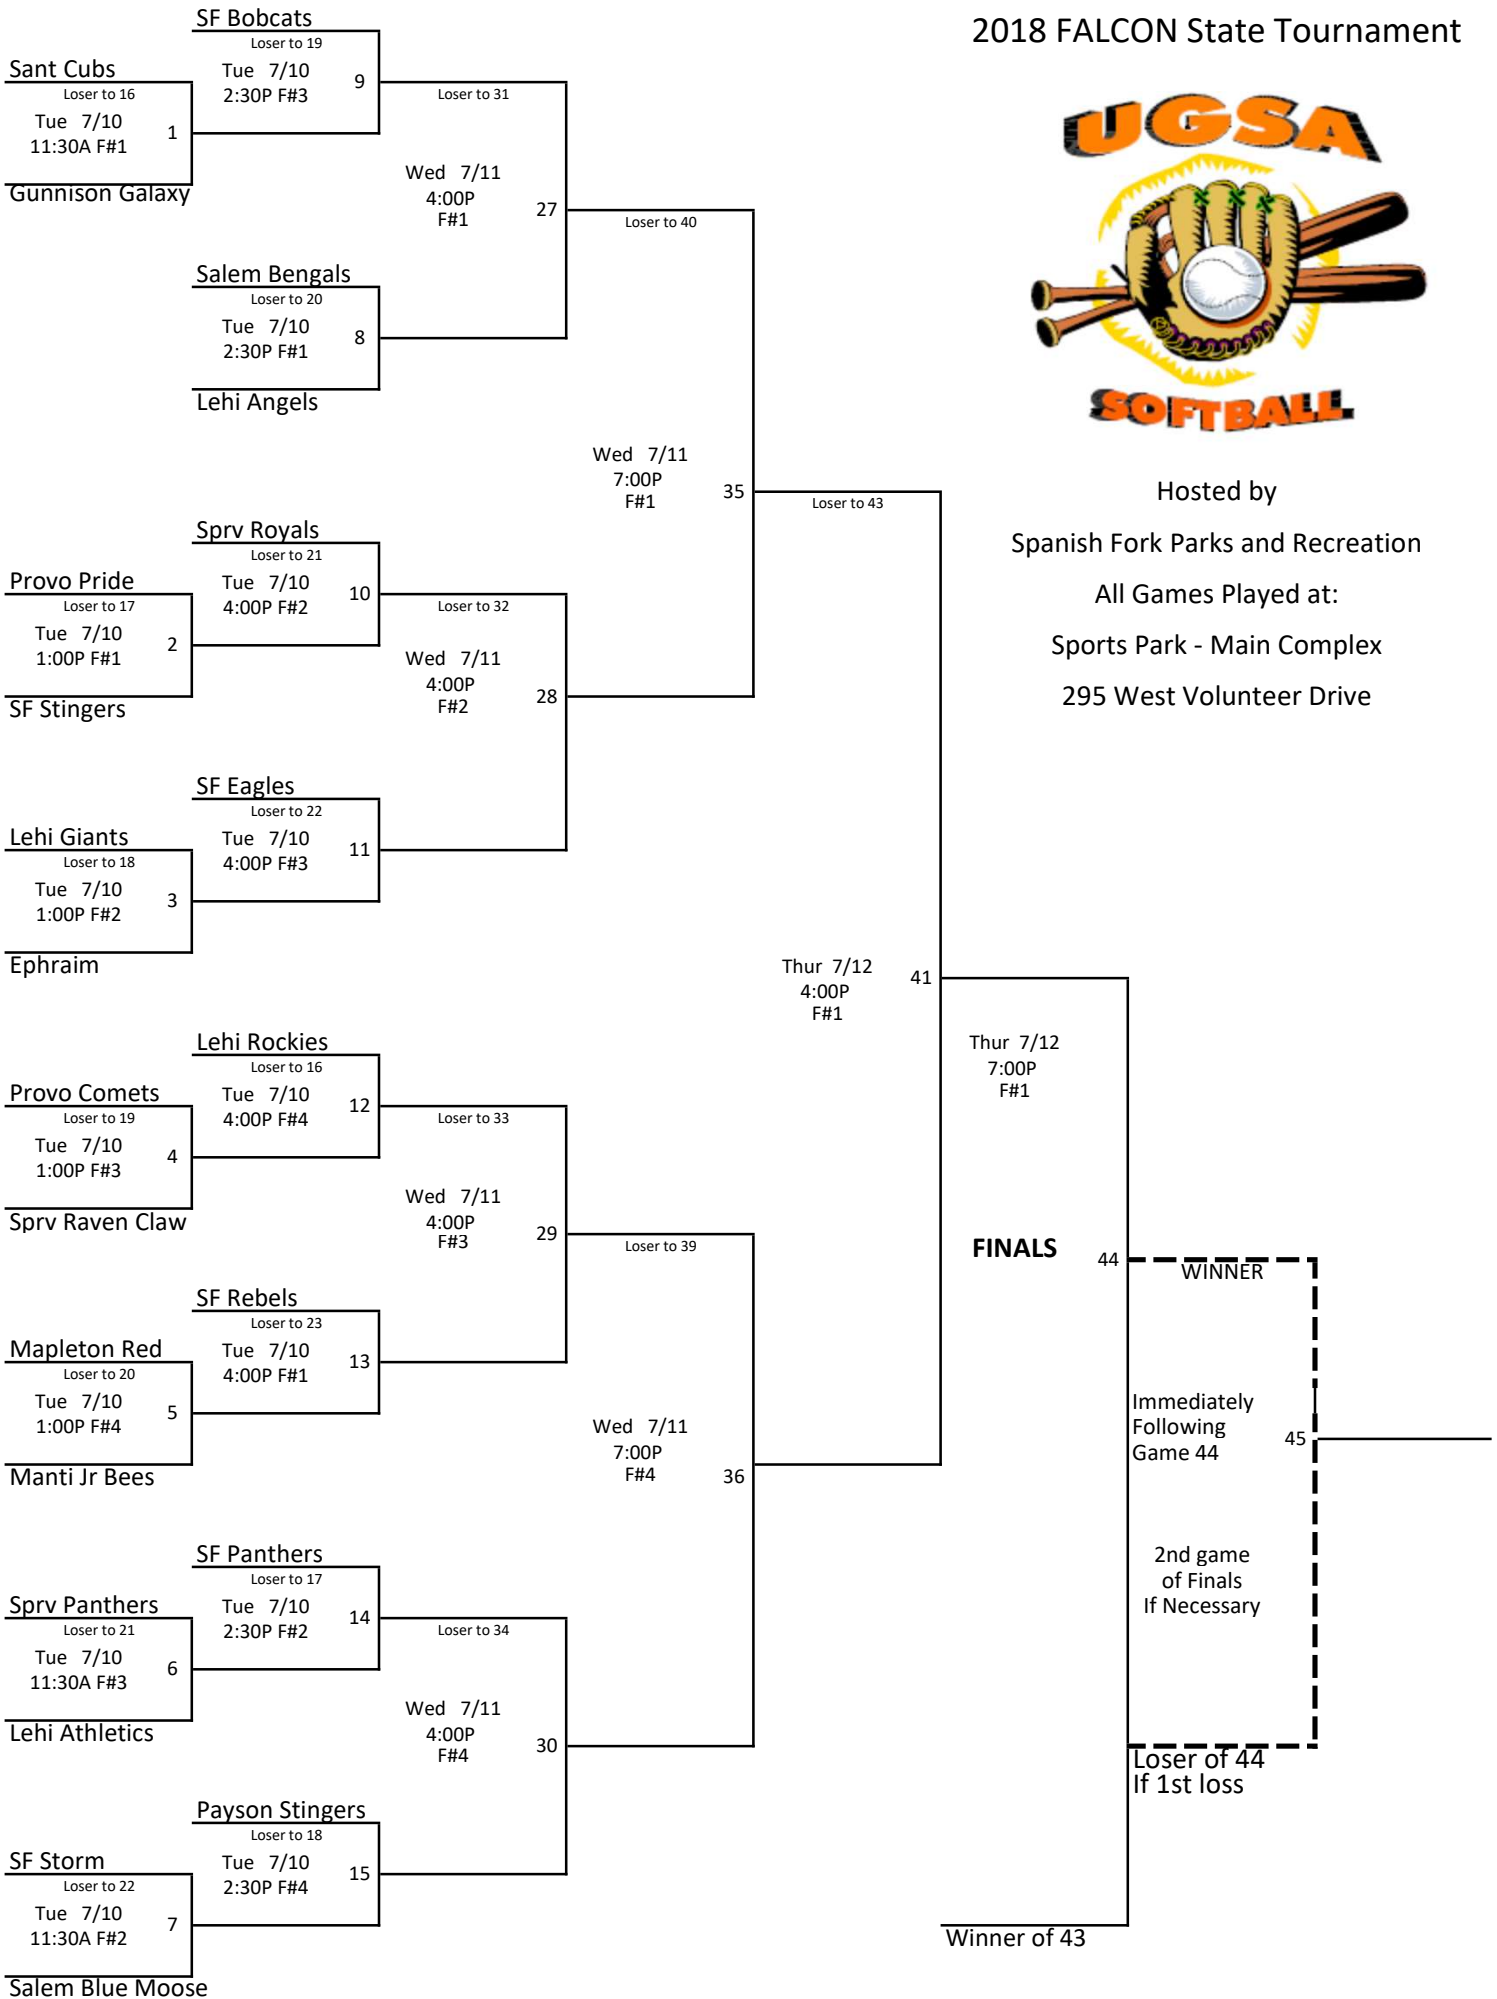 2018 FALCON State Tournament
UGSA
SOFTBALL
Hosted by
Spanish Fork Parks and Recreation
All Games Played at:
Sports Park - Main Complex
295 West Volunteer Drive
SF Bobcats
Loser to 19
Tue 7/10
2:30P F#3
9
Sant Cubs
Loser to 16
Tue 7/10
11:30A F#1
1
Gunnison Galaxy
Loser to 31
Wed 7/11
4:00P
F#1
27
Salem Bengals
Loser to 20
Tue 7/10
2:30P F#1
8
Lehi Angels
Loser to 40
Wed 7/11
7:00P
F#1
35
Sprv Royals
Loser to 21
Tue 7/10
4:00P F#2
10
Provo Pride
Loser to 17
Tue 7/10
1:00P F#1
2
SF Stingers
Loser to 32
Wed 7/11
4:00P
F#2
28
SF Eagles
Loser to 22
Tue 7/10
4:00P F#3
11
Lehi Giants
Loser to 18
Tue 7/10
1:00P F#2
3
Ephraim
Loser to 43
Thur 7/12
4:00P
F#1
41
Lehi Rockies
Loser to 16
Tue 7/10
4:00P F#4
12
Provo Comets
Loser to 19
Tue 7/10
1:00P F#3
4
Sprv Raven Claw
Loser to 33
Wed 7/11
4:00P
F#3
29
SF Rebels
Loser to 23
Tue 7/10
4:00P F#1
13
Mapleton Red
Loser to 20
Tue 7/10
1:00P F#4
5
Manti Jr Bees
Loser to 39
Wed 7/11
7:00P
F#4
36
SF Panthers
Loser to 17
Tue 7/10
2:30P F#2
14
Sprv Panthers
Loser to 21
Tue 7/10
11:30A F#3
6
Lehi Athletics
Loser to 34
Wed 7/11
4:00P
F#4
30
Payson Stingers
Loser to 18
Tue 7/10
2:30P F#4
15
SF Storm
Loser to 22
Tue 7/10
11:30A F#2
7
Salem Blue Moose
Thur 7/12
7:00P
F#1
FINALS
44
WINNER
Immediately
Following
Game 44
45
2nd game
of Finals
If Necessary
Loser of 44
If 1st loss
Winner of 43